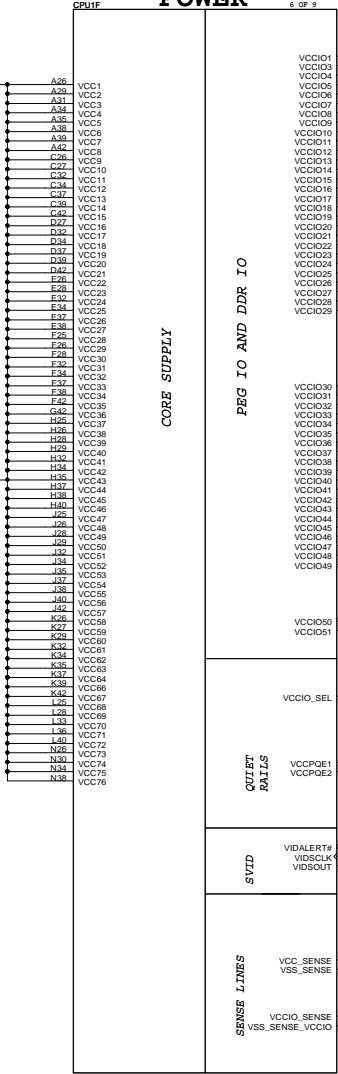 CPU1F
POWER
6 OF 9
A26 VCC1
A29 VCC2
A31 VCC3
A34 VCC4
A35 VCC5
A38 VCC6
A39 VCC7
A42 VCC8
C26 VCC9
C27 VCC10
C32 VCC11
C34 VCC12
C37 VCC13
C39 VCC14
C42 VCC15
D27 VCC16
D32 VCC17
D34 VCC18
D37 VCC19
D39 VCC20
D42 VCC21
E26 VCC22
E28 VCC23
E32 VCC24
E34 VCC25
E37 VCC26
E38 VCC27
F25 VCC28
F26 VCC29
F28 VCC30
F32 VCC31
F34 VCC32
F37 VCC33
F38 VCC34
F42 VCC35
G42 VCC36
H25 VCC37
H26 VCC38
H28 VCC39
H29 VCC40
H32 VCC41
H34 VCC42
H35 VCC43
H37 VCC44
H38 VCC45
H40 VCC46
J25 VCC47
J26 VCC48
J28 VCC49
J29 VCC50
J32 VCC51
J34 VCC52
J35 VCC53
J37 VCC54
J38 VCC55
J40 VCC56
J42 VCC57
K26 VCC58
K27 VCC59
K29 VCC60
K32 VCC61
K34 VCC62
K35 VCC63
K37 VCC64
K39 VCC66
K42 VCC67
L25 VCC68
L28 VCC69
L33 VCC70
L36 VCC71
L40 VCC72
N26 VCC73
N30 VCC74
N34 VCC75
N38 VCC76
CORE SUPPLY
PEG IO AND DDR IO
VCCIO1
VCCIO3
VCCIO4
VCCIO5
VCCIO6
VCCIO7
VCCIO8
VCCIO9
VCCIO10
VCCIO11
VCCIO12
VCCIO13
VCCIO14
VCCIO15
VCCIO16
VCCIO17
VCCIO18
VCCIO19
VCCIO20
VCCIO21
VCCIO22
VCCIO23
VCCIO24
VCCIO25
VCCIO26
VCCIO27
VCCIO28
VCCIO29
VCCIO30
VCCIO31
VCCIO32
VCCIO33
VCCIO34
VCCIO35
VCCIO36
VCCIO37
VCCIO38
VCCIO39
VCCIO40
VCCIO41
VCCIO42
VCCIO43
VCCIO44
VCCIO45
VCCIO46
VCCIO47
VCCIO48
VCCIO49
VCCIO50
VCCIO51
VCCIO_SEL
QUIET
RAILS
VCCPQE1
VCCPQE2
SVID
VIDALERT#
VIDSCLK
VIDSOUT
SENSE LINES
VCC_SENSE
VSS_SENSE
VCCIO_SENSE
VSS_SENSE_VCCIO